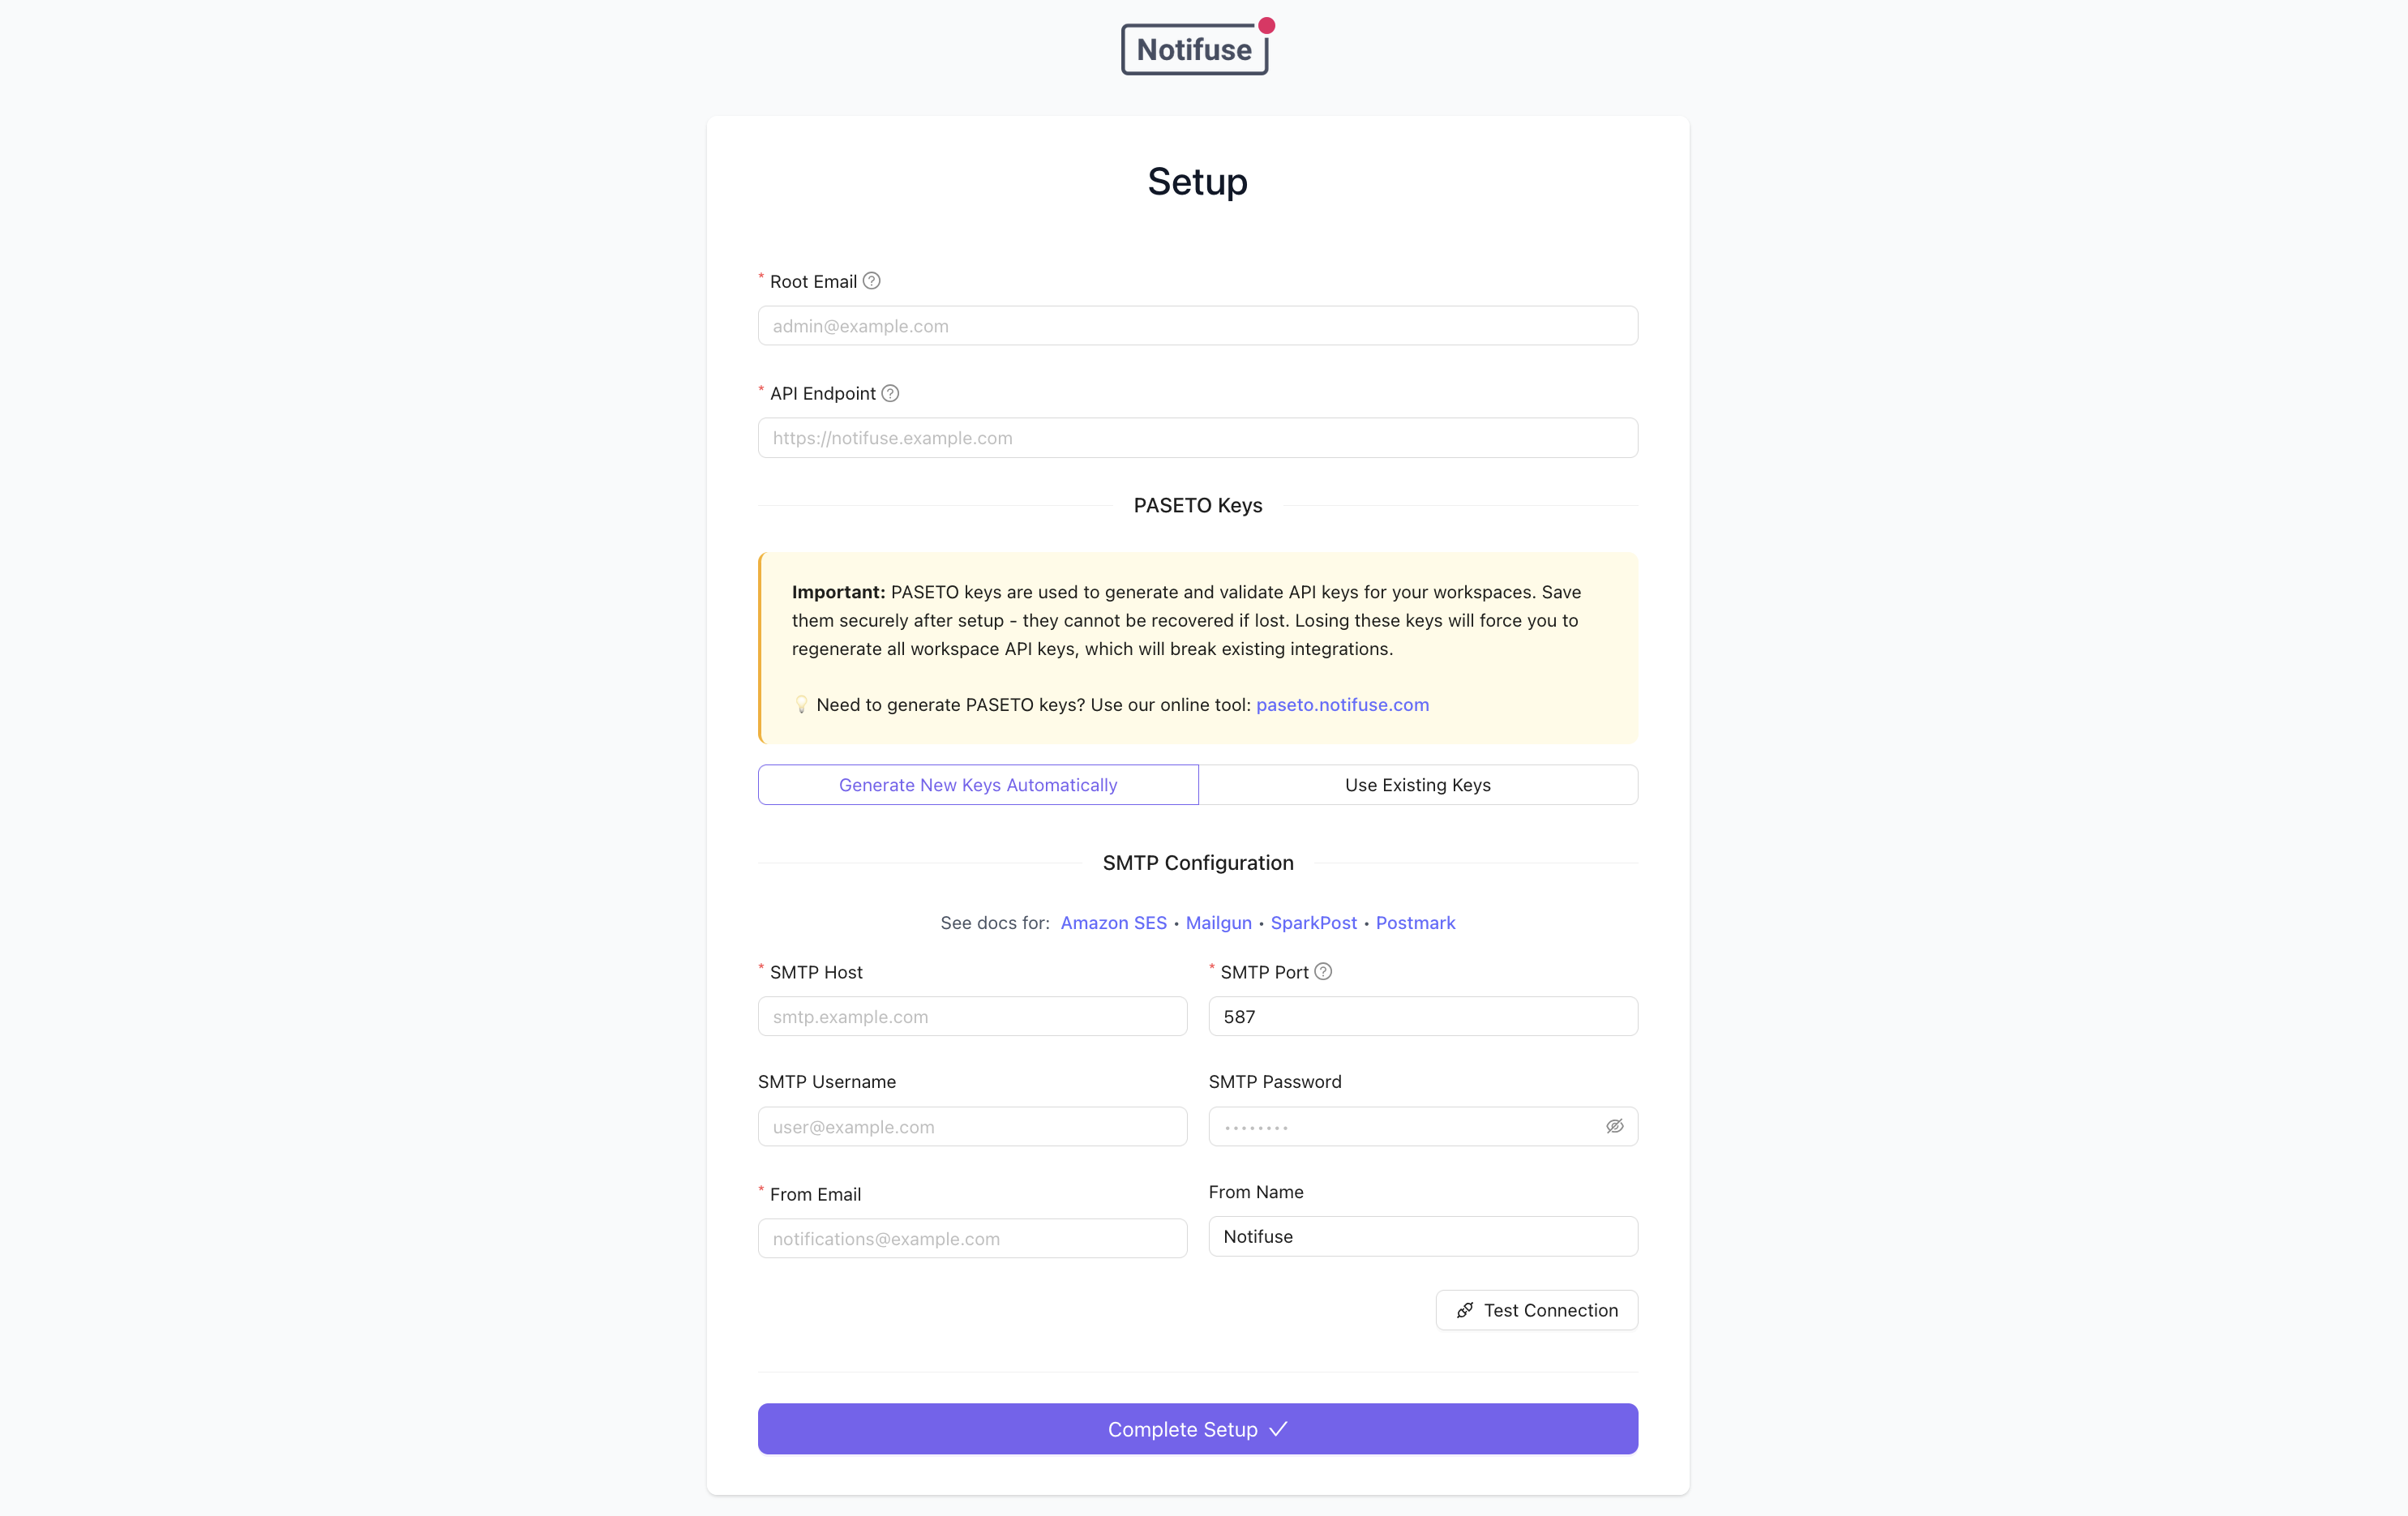 Notifuse
Setup
* Root Email
admin@example.com
* API Endpoint
https://notifuse.example.com
PASETO Keys
Important: PASETO keys are used to generate and validate API keys for your workspaces. Save
them securely after setup - they cannot be recovered if lost. Losing these keys will force you to
regenerate all workspace API keys, which will break existing integrations.
💡 Need to generate PASETO keys? Use our online tool: paseto.notifuse.com
Generate New Keys Automatically
Use Existing Keys
SMTP Configuration
See docs for: Amazon SES • Mailgun • SparkPost • Postmark
* SMTP Host
smtp.example.com
* SMTP Port
587
SMTP Username
user@example.com
SMTP Password
••••••••
* From Email
notifications@example.com
From Name
Notifuse
Test Connection
Complete Setup